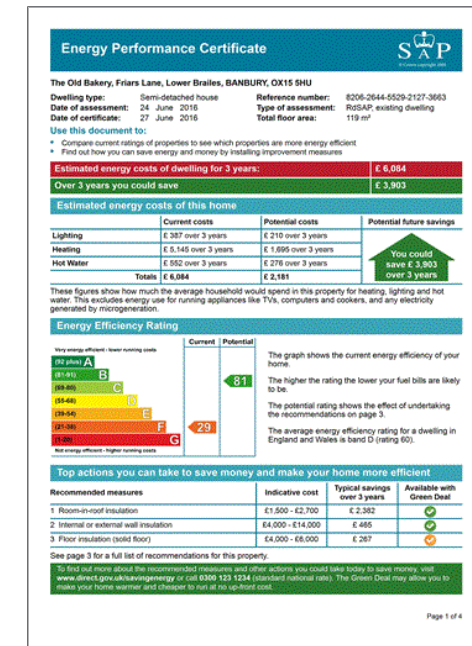 Energy Performance Certificate
SAP
© Crown copyright 2009
The Old Bakery, Friars Lane, Lower Brailes, BANBURY, OX15 5HU
Dwelling type: Semi-detached house Reference number: 8206-2644-5529-2127-3663
Date of assessment: 24 June 2016 Type of assessment: RdSAP, existing dwelling
Date of certificate: 27 June 2016 Total floor area: 119 m²
Use this document to:
• Compare current ratings of properties to see which properties are more energy efficient
• Find out how you can save energy and money by installing improvement measures
Estimated energy costs of dwelling for 3 years: £ 6,084
Over 3 years you could save £ 3,903
Estimated energy costs of this home
Current costs Potential costs Potential future savings
Lighting £ 387 over 3 years £ 210 over 3 years
Heating £ 5,145 over 3 years £ 1,695 over 3 years
Hot Water £ 552 over 3 years £ 276 over 3 years
Totals £ 6,084 £ 2,181
You could
save £ 3,903
over 3 years
These figures show how much the average household would spend in this property for heating, lighting and hot
water. This excludes energy use for running appliances like TVs, computers and cookers, and any electricity
generated by microgeneration.
Energy Efficiency Rating
Current Potential
Very energy efficient - lower running costs
(92 plus) A
(81-91) B
(69-80) C
(55-68) D
(39-54) E
(21-38) F
(1-20) G
Not energy efficient - higher running costs
29
81
The graph shows the current energy efficiency of your
home.
The higher the rating the lower your fuel bills are likely
to be.
The potential rating shows the effect of undertaking
the recommendations on page 3.
The average energy efficiency rating for a dwelling in
England and Wales is band D (rating 60).
Top actions you can take to save money and make your home more efficient
Recommended measures Indicative cost Typical savings over 3 years Available with Green Deal
1 Room-in-roof insulation £1,500 - £2,700 £ 2,382
2 Internal or external wall insulation £4,000 - £14,000 £ 465
3 Floor insulation (solid floor) £4,000 - £6,000 £ 267
See page 3 for a full list of recommendations for this property.
To find out more about the recommended measures and other actions you could take today to save money, visit
www.direct.gov.uk/savingenergy or call 0300 123 1234 (standard national rate). The Green Deal may allow you to
make your home warmer and cheaper to run at no up-front cost.
Page 1 of 4